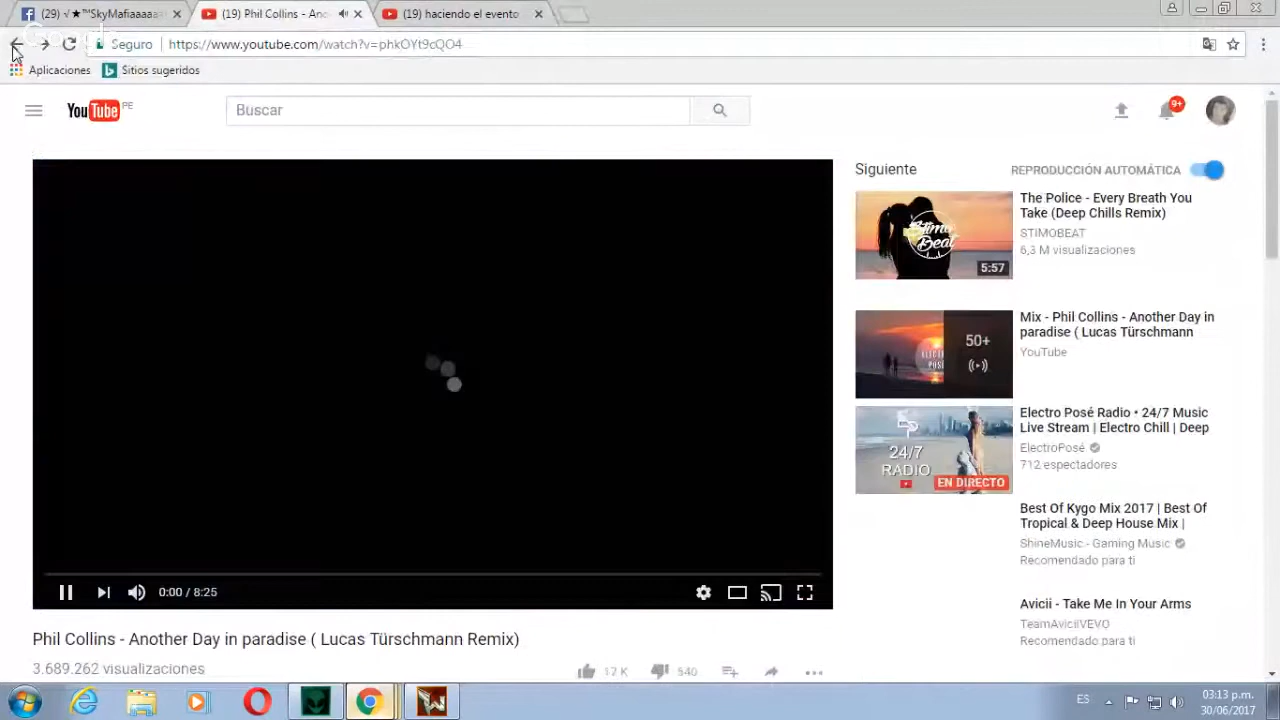 (29) -√★™SkyMafiaaaa
(19) Phil Collins - Ano
(19) haciendo el evento
Seguro https://www.youtube.com/watch?v=phkOYt9cQO4
Aplicaciones Sitios sugeridos
YouTube PE
Buscar
9+
Siguiente
REPRODUCCIÓN AUTOMÁTICA
The Police - Every Breath You
Take (Deep Chills Remix)
STIMOBEAT
6,3 M visualizaciones
Stimo
Beat
5:57
Mix - Phil Collins - Another Day in
paradise ( Lucas Türschmann
YouTube
50+
Electro Posé Radio • 24/7 Music
Live Stream | Electro Chill | Deep
ElectroPosé
712 espectadores
24/7
RADIO
EN DIRECTO
Best Of Kygo Mix 2017 | Best Of
Tropical & Deep House Mix |
ShineMusic - Gaming Music
Recomendado para ti
Avicii - Take Me In Your Arms
TeamAviciiVEVO
Recomendado para ti
0:00 / 8:25
Phil Collins - Another Day in paradise ( Lucas Türschmann Remix)
3.689.262 visualizaciones
17 K
540
ES
03:13 p.m.
30/06/2017